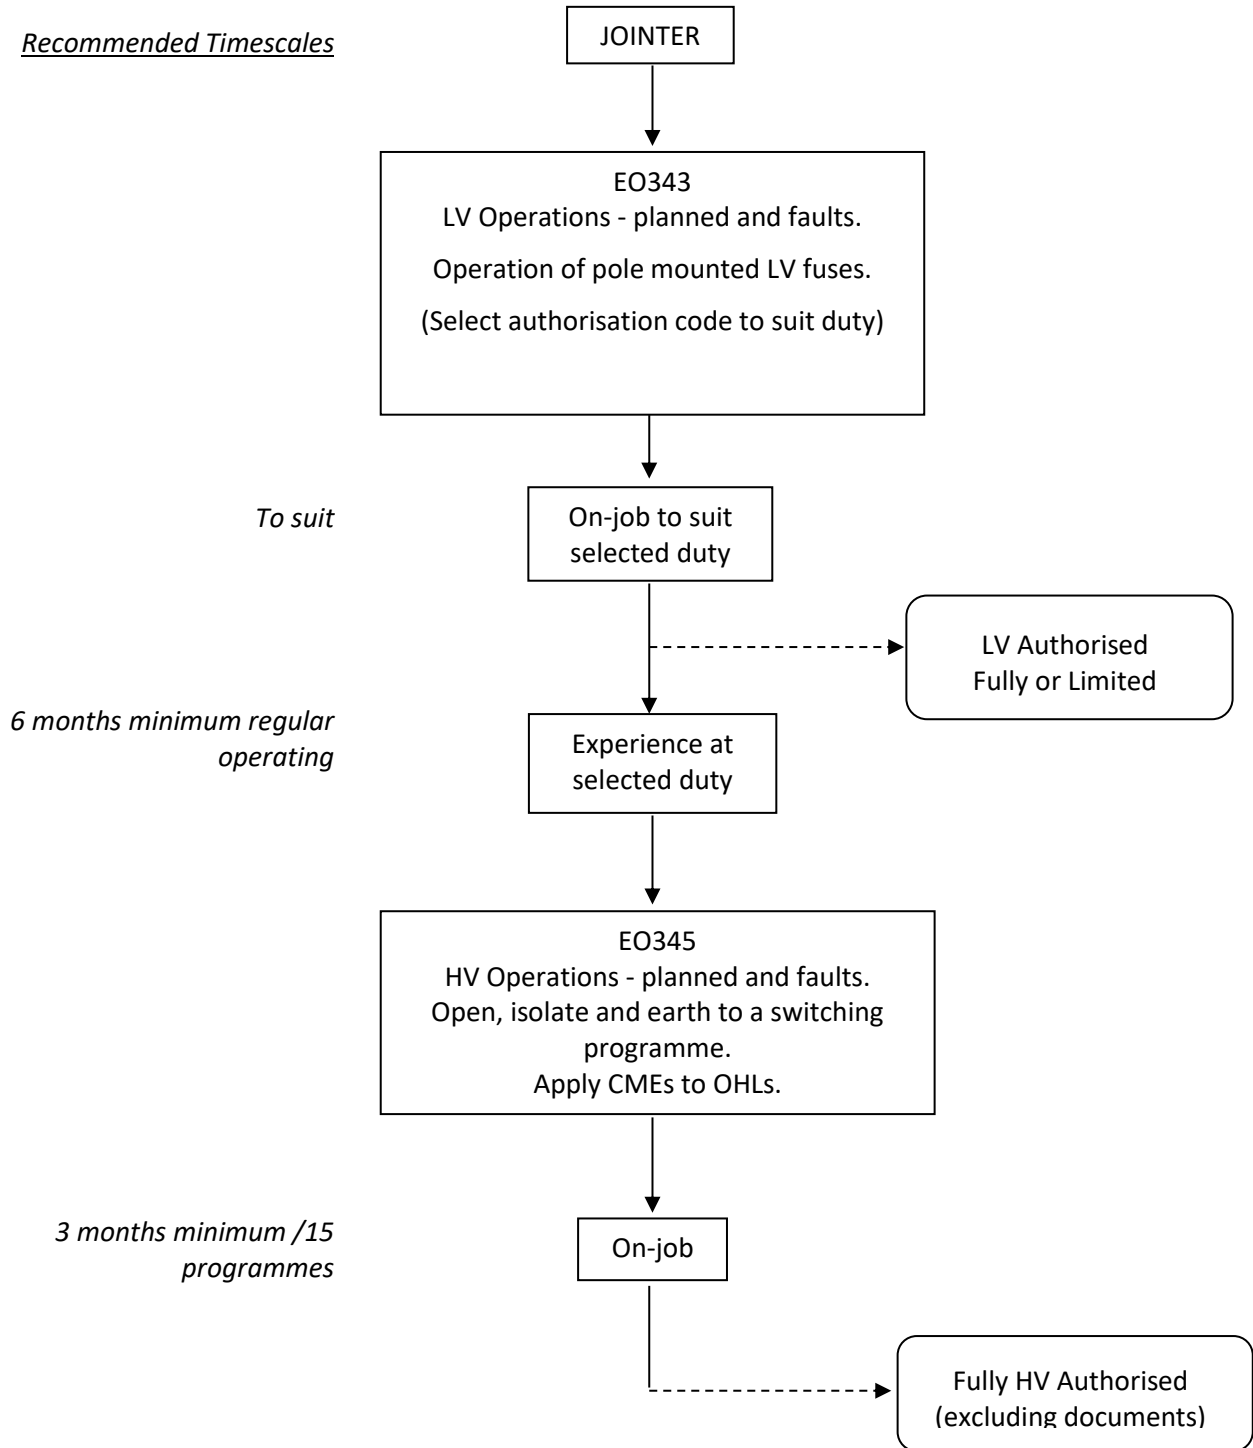 Recommended Timescales
JOINTER
EO343
LV Operations - planned and faults.
Operation of pole mounted LV fuses.
(Select authorisation code to suit duty)
To suit
On-job to suit
selected duty
LV Authorised
Fully or Limited
6 months minimum regular
operating
Experience at
selected duty
EO345
HV Operations - planned and faults.
Open, isolate and earth to a switching
programme.
Apply CMEs to OHLs.
3 months minimum /15
programmes
On-job
Fully HV Authorised
(excluding documents)